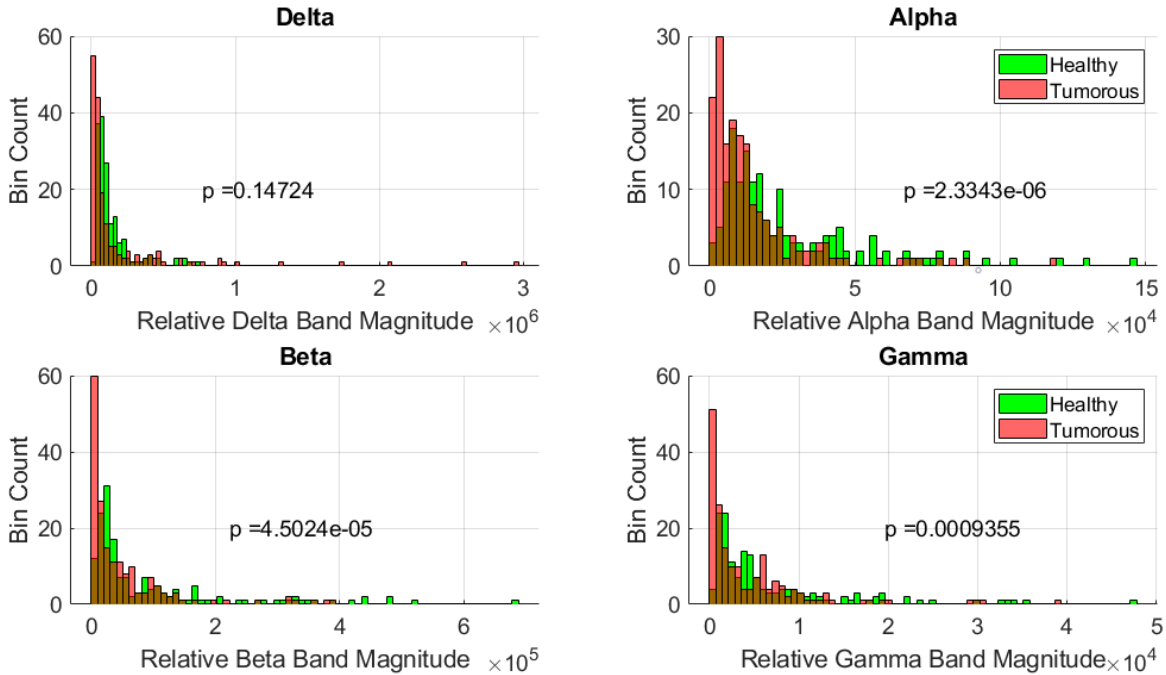 Delta
60
40
20
0
Bin Count
p =0.14724
0 1 2 3
Relative Delta Band Magnitude ×10^6
Alpha
30
20
10
0
Bin Count
Healthy
Tumorous
p =2.3343e-06
0 5 10 15
Relative Alpha Band Magnitude ×10^4
Beta
60
40
20
0
Bin Count
p =4.5024e-05
0 2 4 6
Relative Beta Band Magnitude ×10^5
Gamma
60
40
20
0
Bin Count
Healthy
Tumorous
p =0.0009355
0 1 2 3 4 5
Relative Gamma Band Magnitude ×10^4